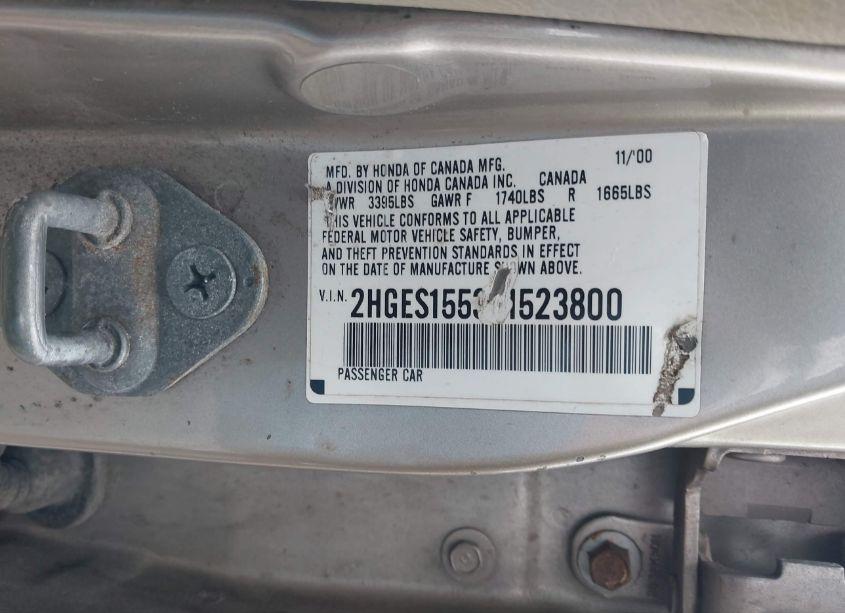 MFD. BY HONDA OF CANADA MFG. 11/'00
A DIVISION OF HONDA CANADA INC. CANADA
3395LBS GAWR F 1740LBS R 1665LBS
THIS VEHICLE CONFORMS TO ALL APPLICABLE
FEDERAL MOTOR VEHICLE SAFETY, BUMPER,
AND THEFT PREVENTION STANDARDS IN EFFECT
ON THE DATE OF MANUFACTURE SHOWN ABOVE.
V.I.N.
PASSENGER CAR